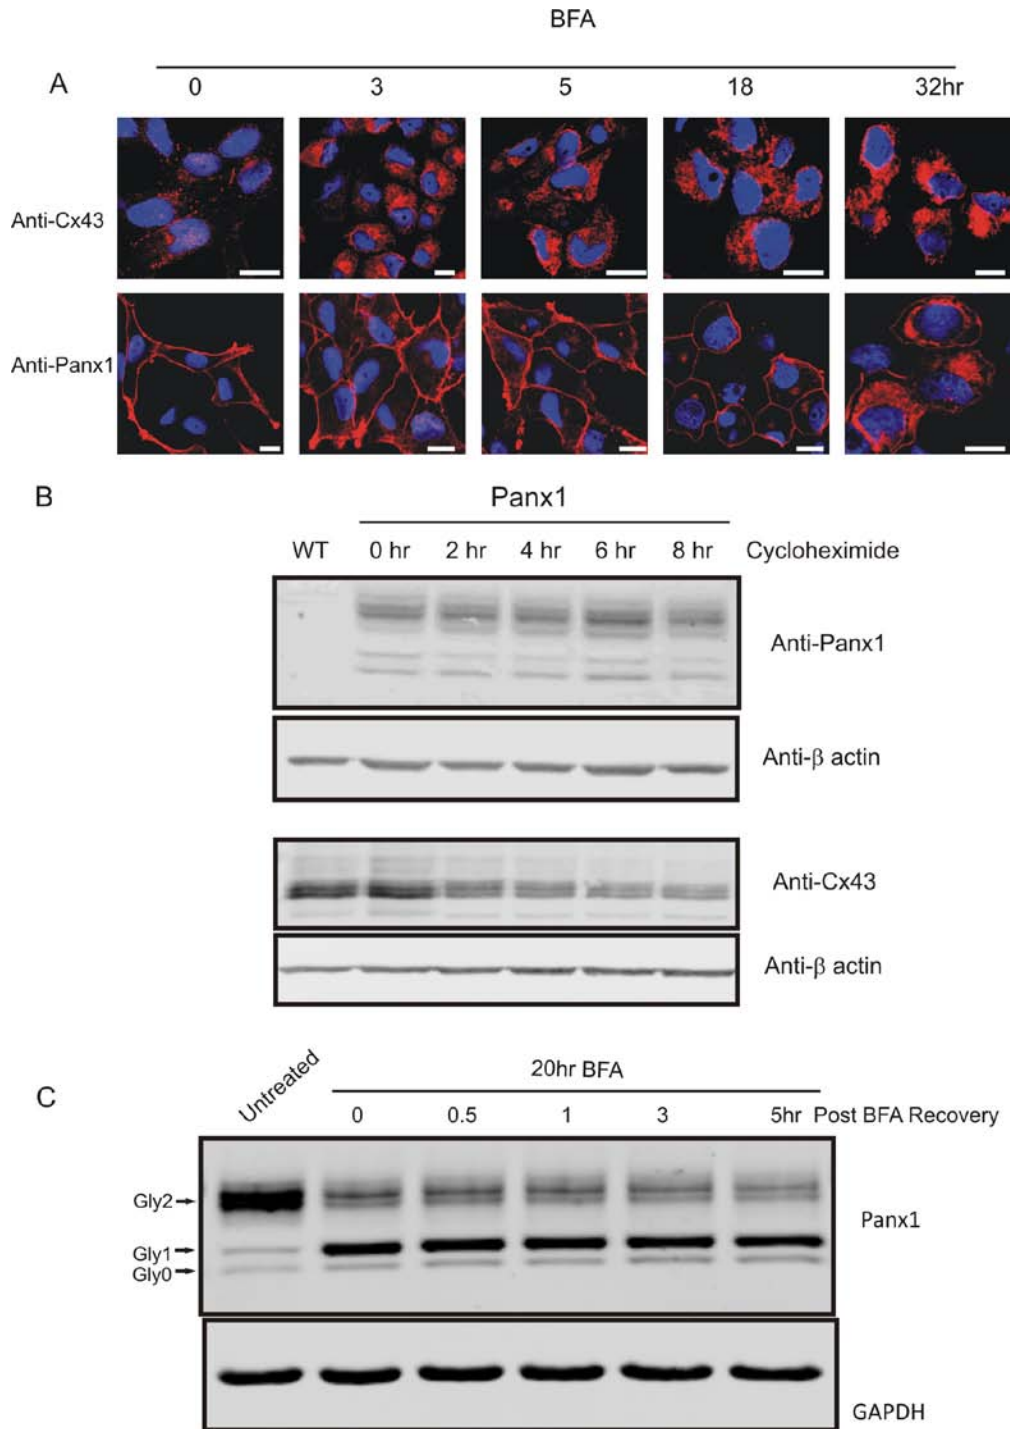 BFA
A 0 3 5 18 32hr
Anti-Cx43
Anti-Panx1
B Panx1
WT 0 hr 2 hr 4 hr 6 hr 8 hr Cycloheximide
Anti-Panx1
Anti-β actin
Anti-Cx43
Anti-β actin
C Untreated 20hr BFA
0 0.5 1 3 5hr Post BFA Recovery
Gly2
Gly1
Gly0
Panx1
GAPDH